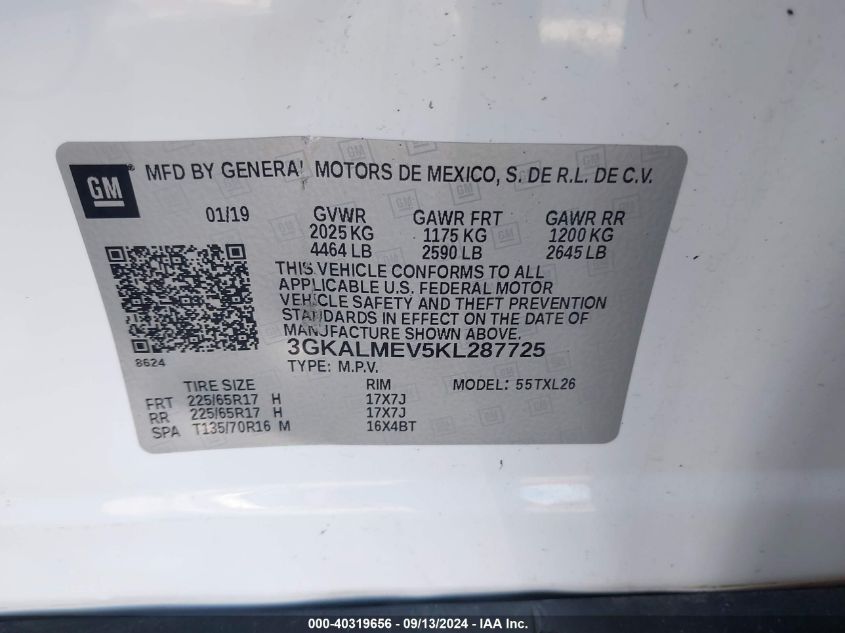 GM® MFD BY GENERAL MOTORS DE MEXICO, S. DE R.L. DE C.V.
01/19 GVWR GAWR FRT GAWR RR
2025 KG 1175 KG 1200 KG
4464 LB 2590 LB 2645 LB
THIS VEHICLE CONFORMS TO ALL
APPLICABLE U.S. FEDERAL MOTOR
VEHICLE SAFETY AND THEFT PREVENTION
STANDARDS IN EFFECT ON THE DATE OF
MANUFACTURE SHOWN ABOVE.
8624 3GKALMEV5KL287725
TYPE: M.P.V.
TIRE SIZE RIM MODEL: 55TXL26
FRT 225/65R17 H 17X7J
RR 225/65R17 H 17X7J
SPA T135/70R16 M 16X4BT
000-40319656 - 09/13/2024 - IAA Inc.